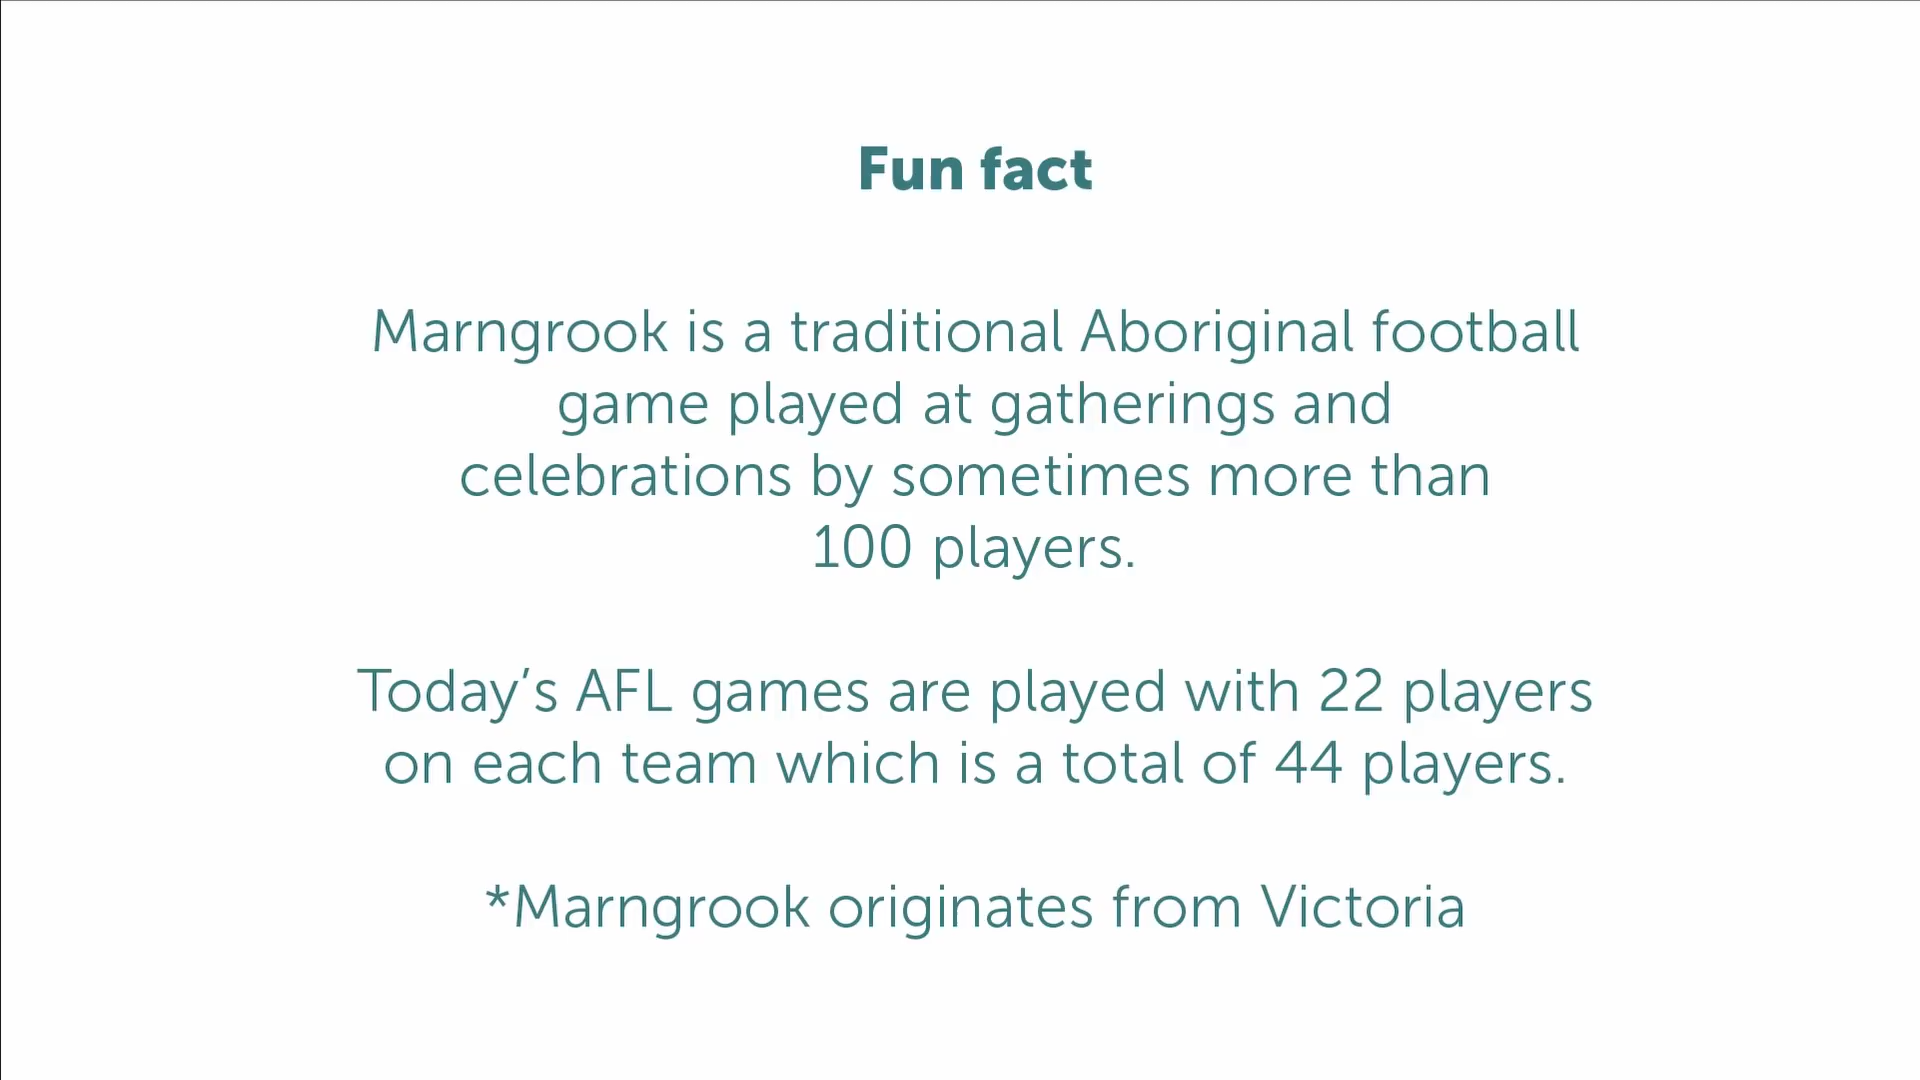 Fun fact
Marngrook is a traditional Aboriginal football
game played at gatherings and
celebrations by sometimes more than
100 players.
Today’s AFL games are played with 22 players
on each team which is a total of 44 players.
*Marngrook originates from Victoria